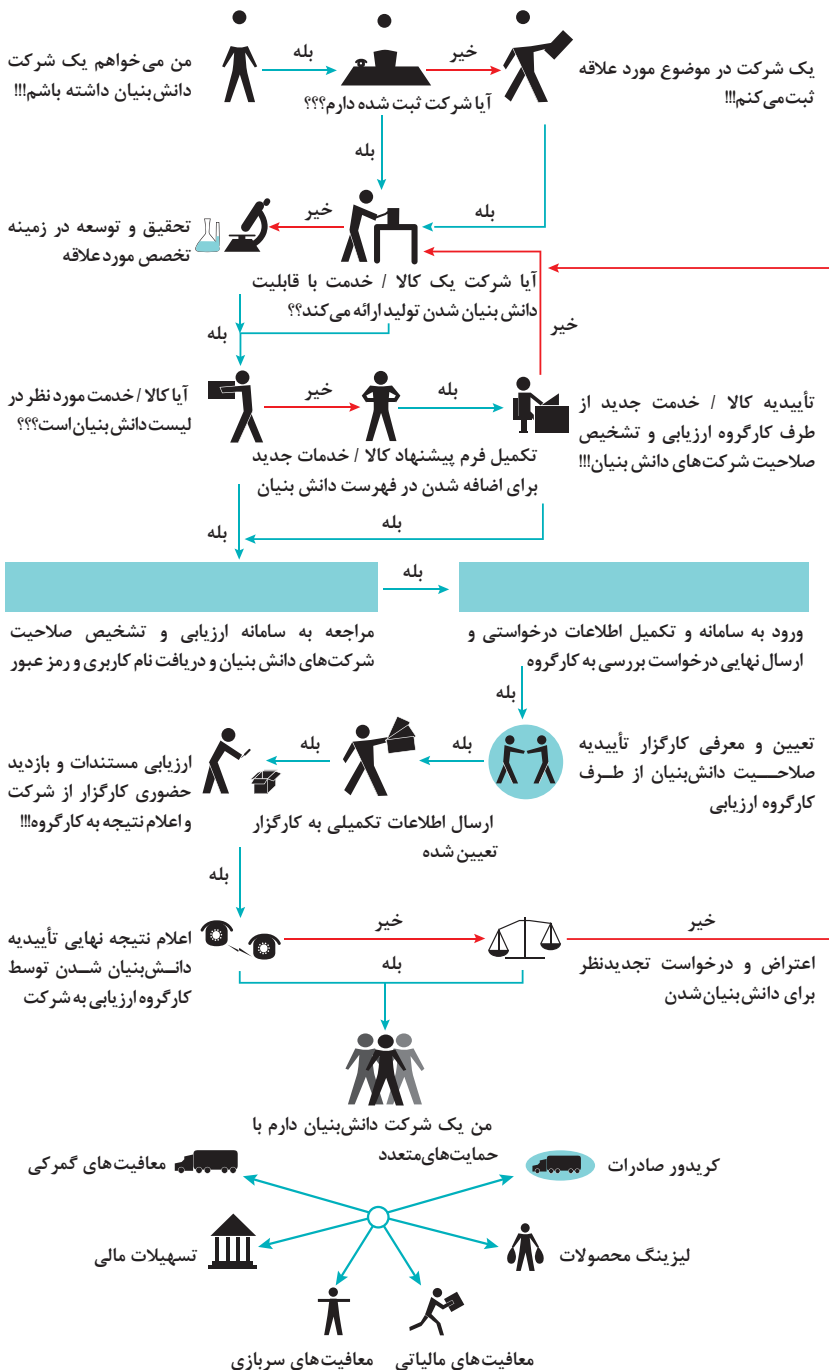 من می‌خواهم یک شرکت
دانش‌بنیان داشته باشم!!!
بله
آیا شرکت ثبت شده دارم؟؟؟
خیر
یک شرکت در موضوع مورد علاقه
ثبت‌می‌کنم!!!
بله
بله
خیر
تحقیق و توسعه در زمینه
تخصص مورد علاقه
آیا شرکت یک کالا / خدمت با قابلیت
دانش‌بنیان شدن تولید ارائه می‌کند؟؟
خیر
بله
آیا کالا / خدمت مورد نظر در
لیست دانش‌بنیان است؟؟؟
خیر
تکمیل فرم پیشنهاد کالا / خدمات جدید
برای اضافه شدن در فهرست دانش بنیان
بله
تأییدیه کالا / خدمت جدید از
طرف کارگروه ارزیابی و تشخیص
صلاحیت شرکت‌های دانش بنیان!!!
بله
بله
مراجعه به سامانه ارزیابی و تشخیص صلاحیت
شرکت‌های دانش بنیان و دریافت نام کاربری و رمز عبور
بله
ورود به سامانه و تکمیل اطلاعات درخواستی و
ارسال نهایی درخواست بررسی به کارگروه
بله
تعیین و معرفی کارگزار تأییدیه
صلاحیت دانش‌بنیان از طرف
کارگروه ارزیابی
بله
ارسال اطلاعات تکمیلی به کارگزار
تعیین شده
بله
ارزیابی مستندات و بازدید
حضوری کارگزار از شرکت
و اعلام نتیجه به کارگروه!!!
بله
اعلام نتیجه نهایی تأییدیه
دانش‌بنیان شدن توسط
کارگروه ارزیابی به شرکت
خیر
بله
خیر
اعتراض و درخواست تجدیدنظر
برای دانش‌بنیان‌شدن
من یک شرکت دانش‌بنیان دارم با
حمایت‌های‌متعدد
کریدور صادرات
معافیت‌های گمرکی
لیزینگ محصولات
تسهیلات مالی
معافیت‌های مالیاتی
معافیت‌های سربازی